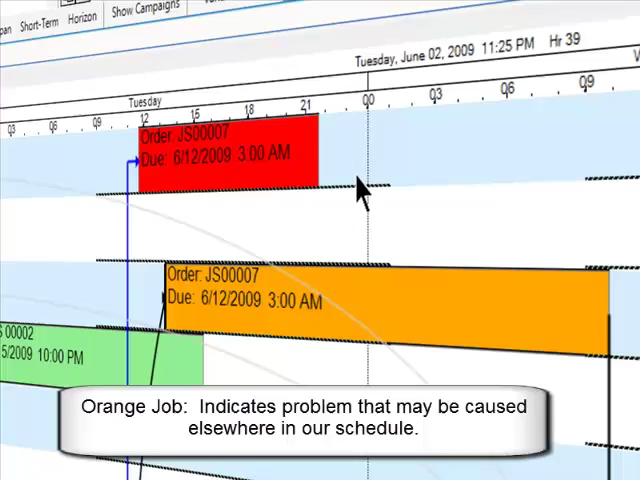 Short-Term
Horizon
Show Campaigns
Tuesday, June 02, 2009 11:25 PM Hr 39
Tuesday
03 06 09 12 15 18 21 00 03 06 09
Order: JS00007
Due: 6/12/2009 3:00 AM
Order: JS00007
Due: 6/12/2009 3:00 AM
00002
5/2009 10:00 PM
Orange Job: Indicates problem that may be caused
elsewhere in our schedule.